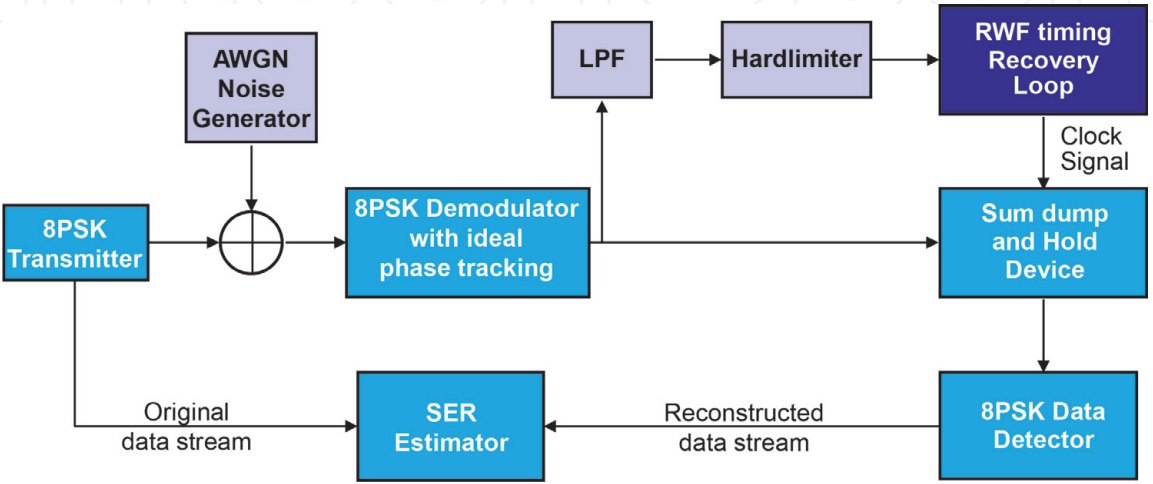 AWGN
Noise
Generator
LPF
Hardlimiter
RWF timing
Recovery
Loop
Clock
Signal
8PSK
Transmitter
8PSK Demodulator
with ideal
phase tracking
Sum dump
and Hold
Device
Original
data stream
SER
Estimator
Reconstructed
data stream
8PSK Data
Detector